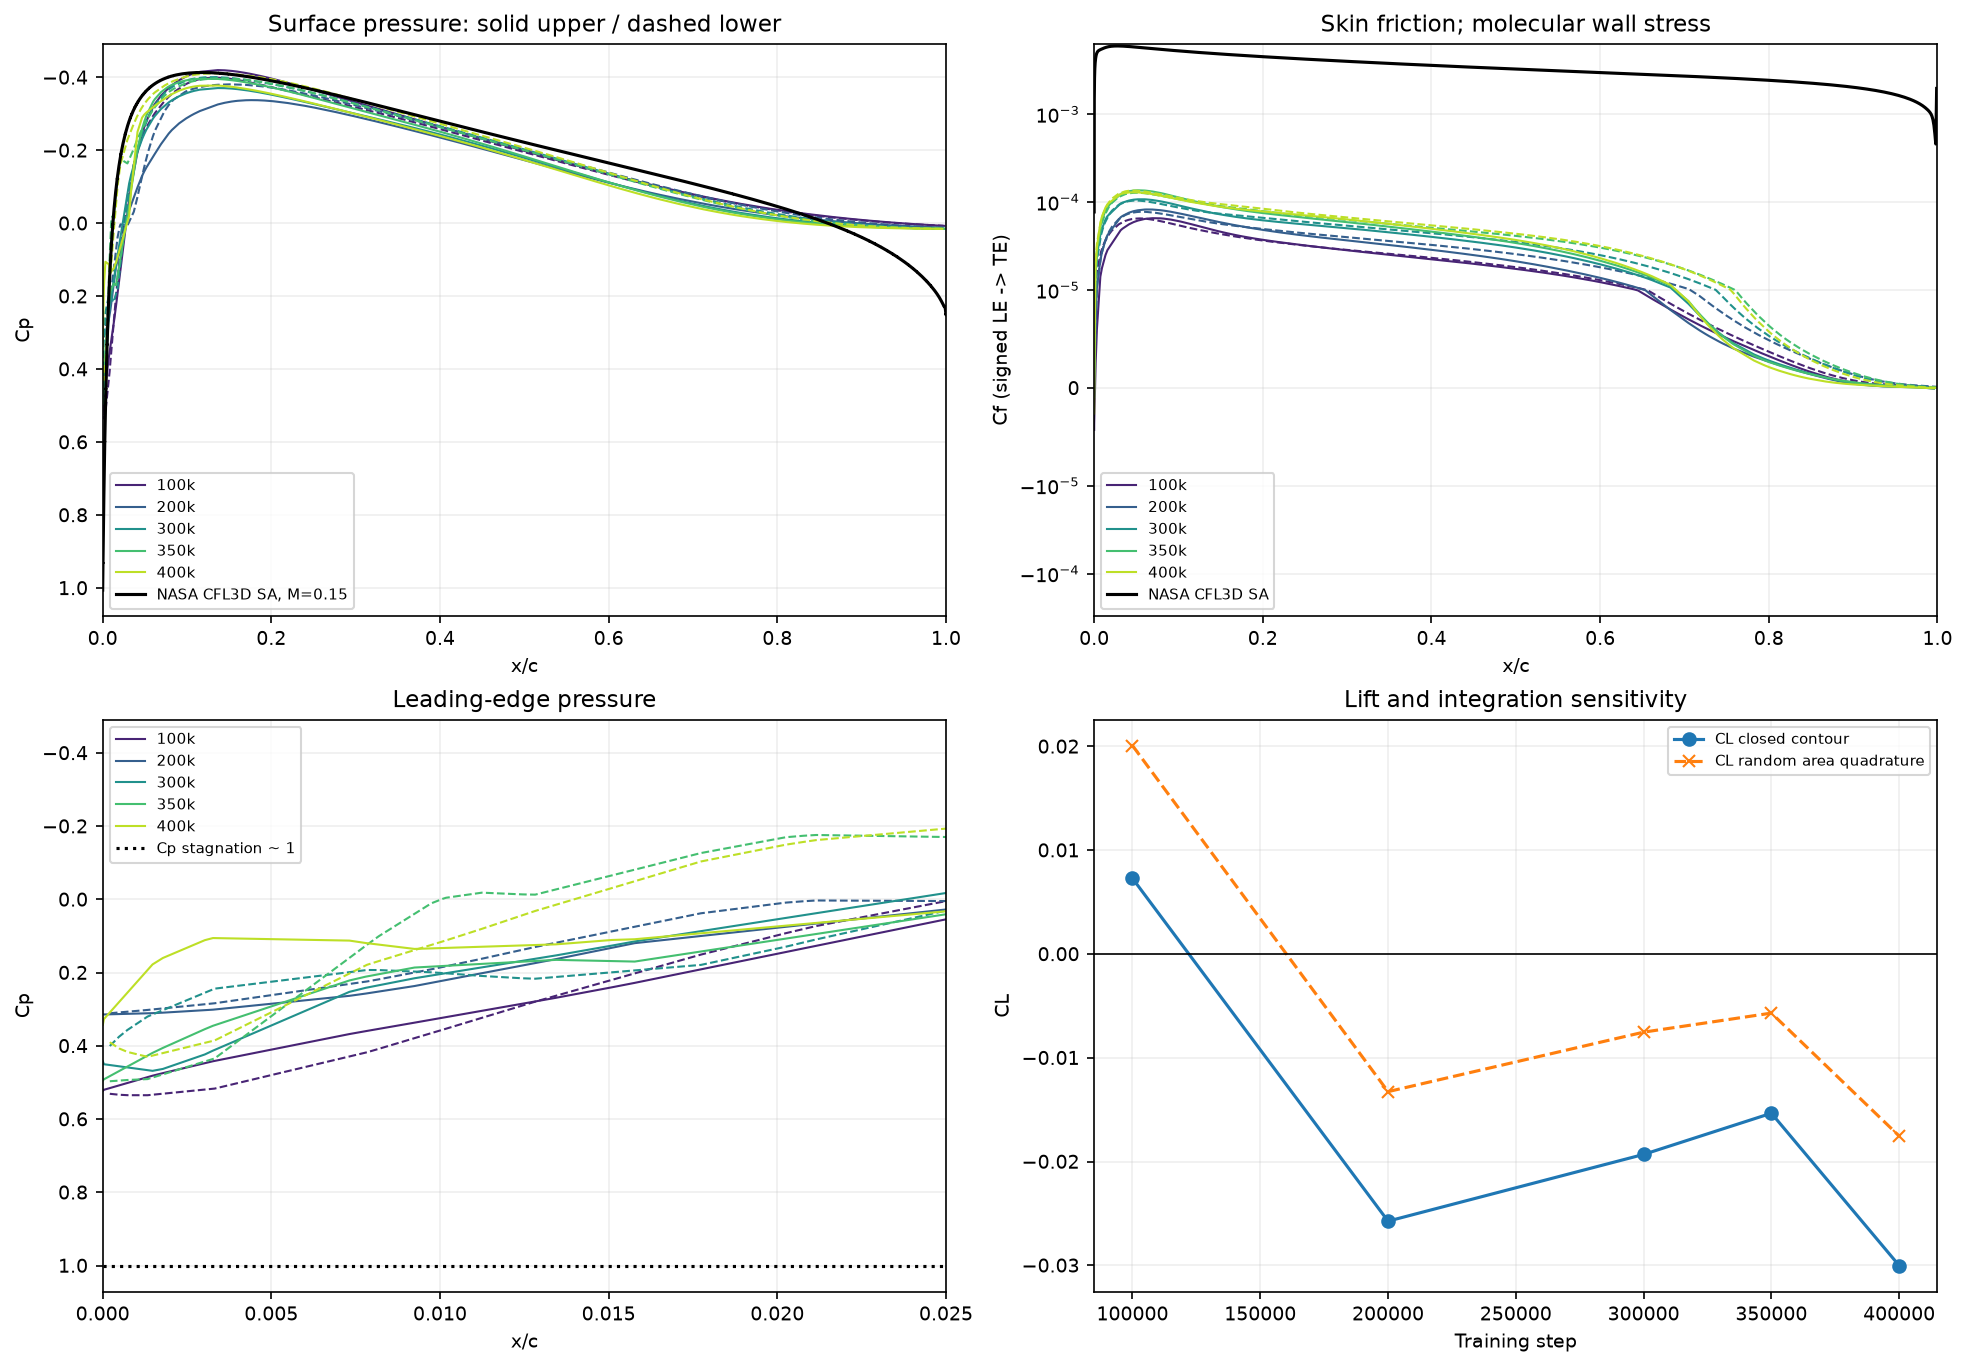 Surface pressure: solid upper / dashed lower
−0.4
−0.2
0.0
0.2
0.4
0.6
0.8
1.0
Cp
100k
200k
300k
350k
400k
NASA CFL3D SA, M=0.15
0.0
0.2
0.4
0.6
0.8
1.0
x/c
Skin friction; molecular wall stress
10⁻³
10⁻⁴
10⁻⁵
0
−10⁻⁵
−10⁻⁴
Cf (signed LE -> TE)
100k
200k
300k
350k
400k
NASA CFL3D SA
0.0
0.2
0.4
0.6
0.8
1.0
x/c
Leading-edge pressure
−0.4
−0.2
0.0
0.2
0.4
0.6
0.8
1.0
Cp
100k
200k
300k
350k
400k
Cp stagnation ~ 1
0.000
0.005
0.010
0.015
0.020
0.025
x/c
Lift and integration sensitivity
0.02
0.01
0.00
−0.01
−0.02
−0.03
CL
CL closed contour
CL random area quadrature
100000
150000
200000
250000
300000
350000
400000
Training step